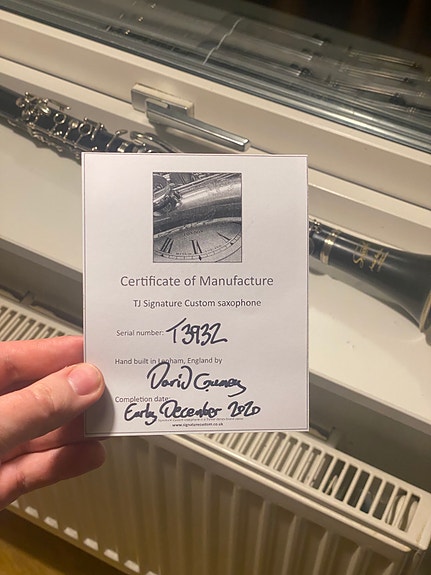 Certificate of Manufacture
TJ Signature Custom saxophone
Serial number: T3932
Hand built in Lenham, England by
David
Completion date:
Early December 2020
www.signaturecustom.co.uk